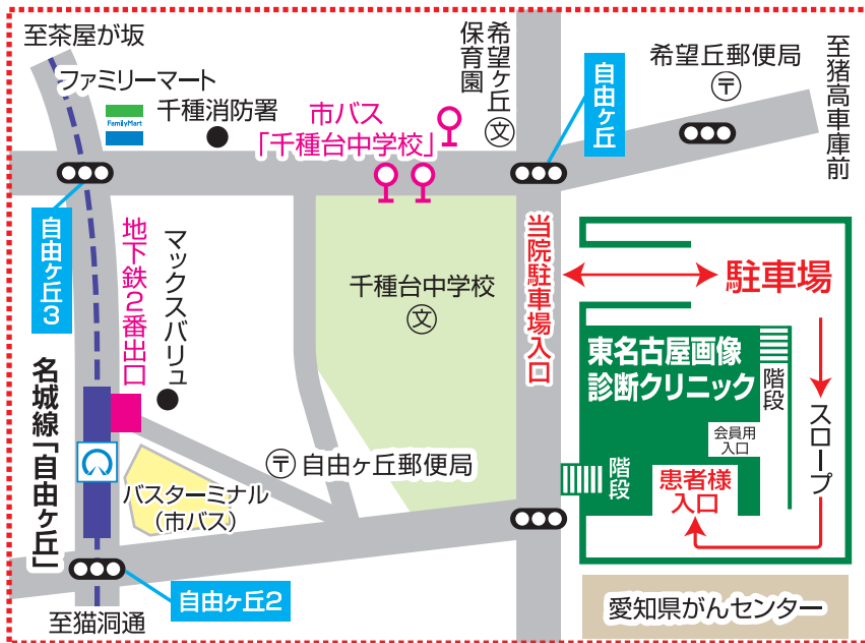 至茶屋が坂
ファミリーマート
FamilyMart
千種消防署
市バス
「千種台中学校」
希望ヶ丘
保育園
文
自由ヶ丘
希望丘郵便局
〒
至猪高車庫前
自由ヶ丘3
地下鉄2番出口
マックスバリュ
千種台中学校
文
当院駐車場入口
駐車場
東名古屋画像
診断クリニック
階段
会員用
入口
スロープ
階段
患者様
入口
名城線「自由ヶ丘」
〒自由ヶ丘郵便局
バスターミナル
(市バス)
自由ヶ丘2
至猫洞通
愛知県がんセンター